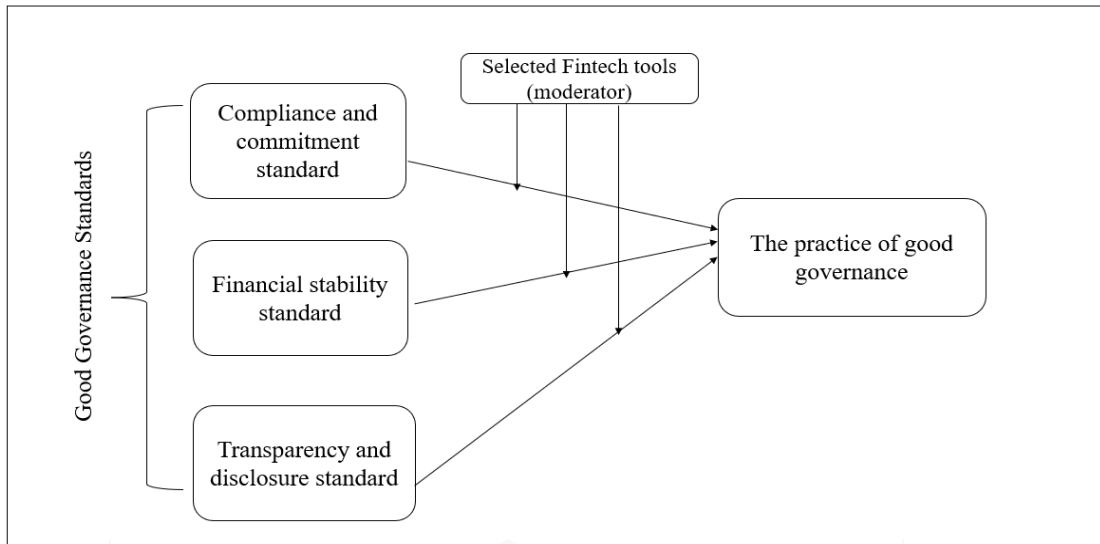 Good Governance Standards
Compliance and
commitment
standard
Financial stability
standard
Transparency and
disclosure standard
Selected Fintech tools
(moderator)
The practice of good
governance